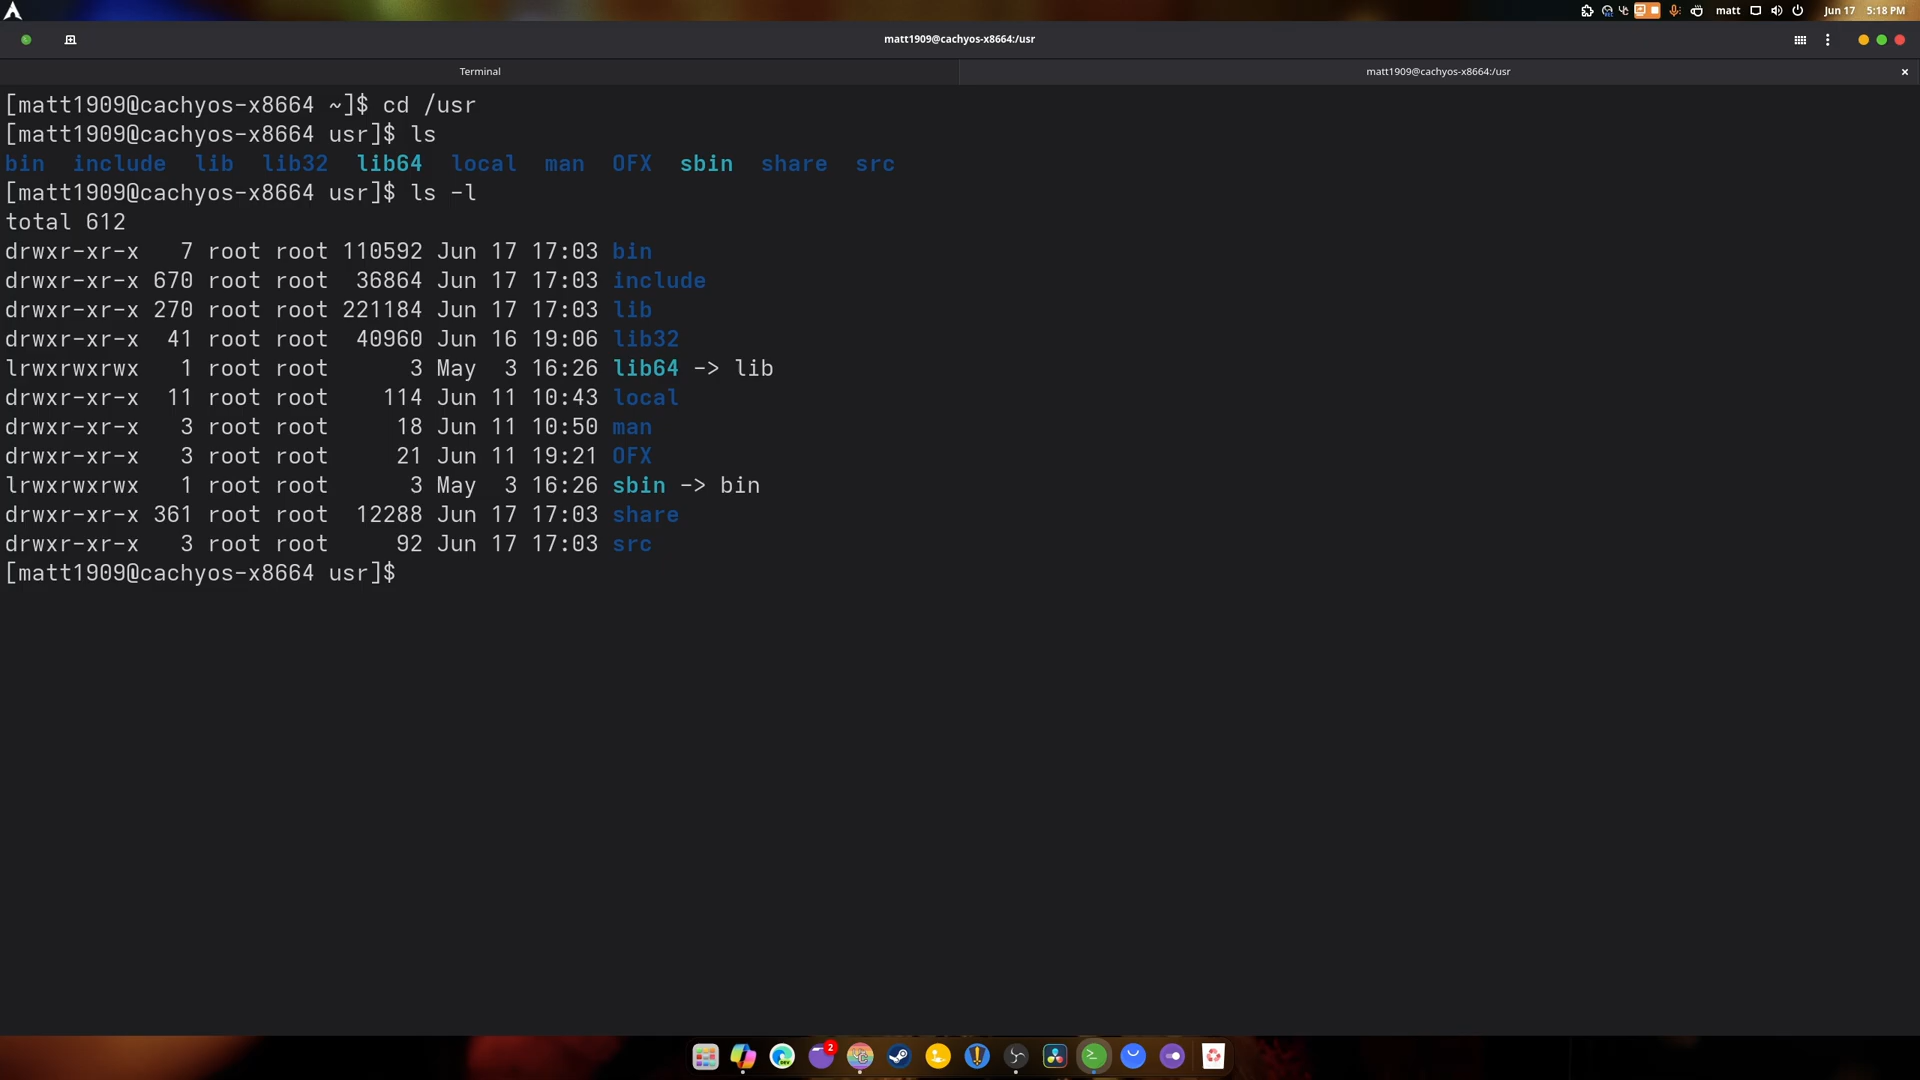 matt Jun 17 5:18 PM
matt1909@cachyos-x8664:/usr
Terminal matt1909@cachyos-x8664:/usr
[matt1909@cachyos-x8664 ~]$ cd /usr
[matt1909@cachyos-x8664 usr]$ ls
bin include lib lib32 lib64 local man OFX sbin share src
[matt1909@cachyos-x8664 usr]$ ls -l
total 612
drwxr-xr-x 7 root root 110592 Jun 17 17:03 bin
drwxr-xr-x 670 root root 36864 Jun 17 17:03 include
drwxr-xr-x 270 root root 221184 Jun 17 17:03 lib
drwxr-xr-x 41 root root 40960 Jun 16 19:06 lib32
lrwxrwxrwx 1 root root 3 May 3 16:26 lib64 -> lib
drwxr-xr-x 11 root root 114 Jun 11 10:43 local
drwxr-xr-x 3 root root 18 Jun 11 10:50 man
drwxr-xr-x 3 root root 21 Jun 11 19:21 OFX
lrwxrwxrwx 1 root root 3 May 3 16:26 sbin -> bin
drwxr-xr-x 361 root root 12288 Jun 17 17:03 share
drwxr-xr-x 3 root root 92 Jun 17 17:03 src
[matt1909@cachyos-x8664 usr]$
2